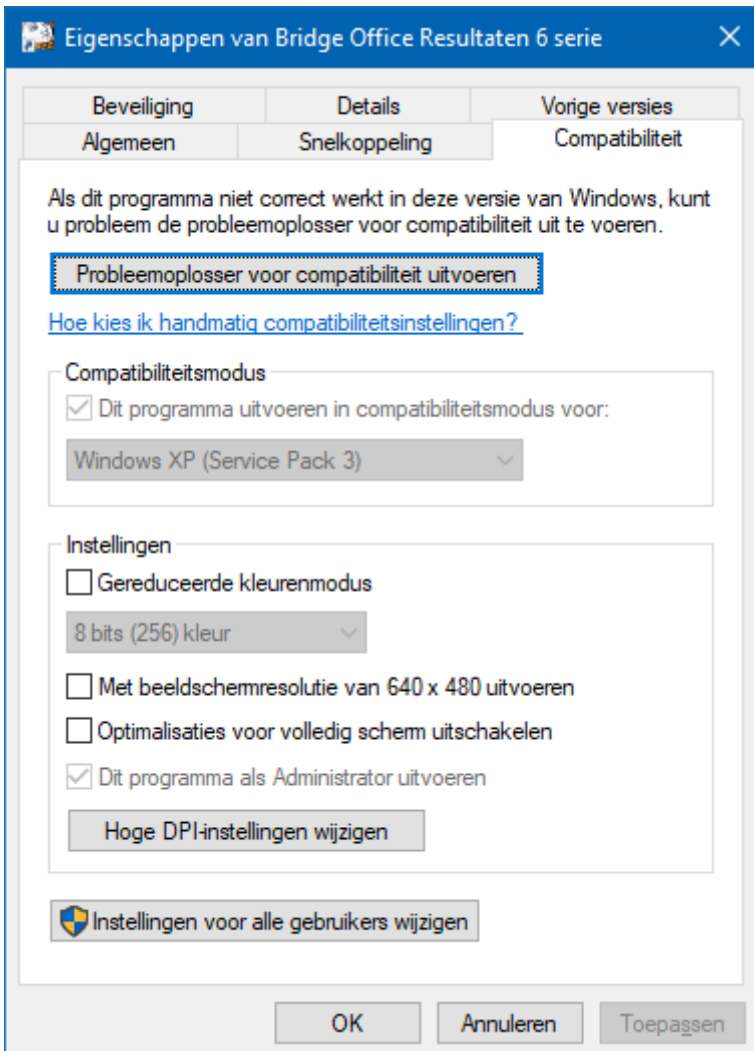 Eigenschappen van Bridge Office Resultaten 6 serie
Beveiliging Details Vorige versies
Algemeen Snelkoppeling Compatibiliteit
Als dit programma niet correct werkt in deze versie van Windows, kunt
u probleem de probleemoplosser voor compatibiliteit uit te voeren.
Probleemoplosser voor compatibiliteit uitvoeren
Hoe kies ik handmatig compatibiliteitsinstellingen?
Compatibiliteitsmodus
Dit programma uitvoeren in compatibiliteitsmodus voor:
Windows XP (Service Pack 3)
Instellingen
Gereduceerde kleurenmodus
8 bits (256) kleur
Met beeldschermresolutie van 640 x 480 uitvoeren
Optimalisaties voor volledig scherm uitschakelen
Dit programma als Administrator uitvoeren
Hoge DPI-instellingen wijzigen
Instellingen voor alle gebruikers wijzigen
OK Annuleren Toepassen